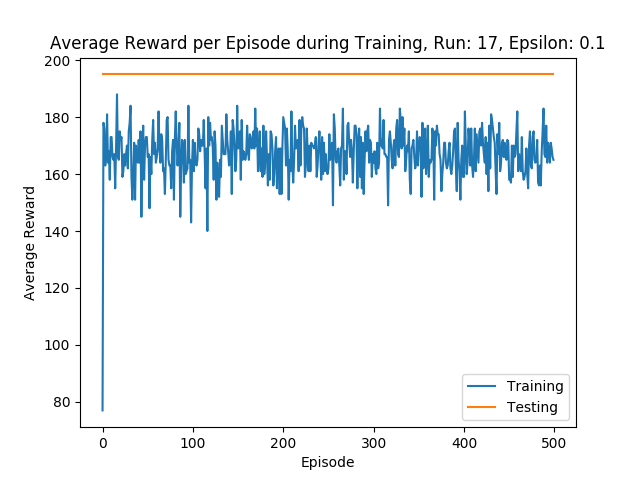 Average Reward per Episode during Training, Run: 17, Epsilon: 0.1
200
180
160
140
120
100
80
Average Reward
0
100
200
300
400
500
Episode
Training
Testing